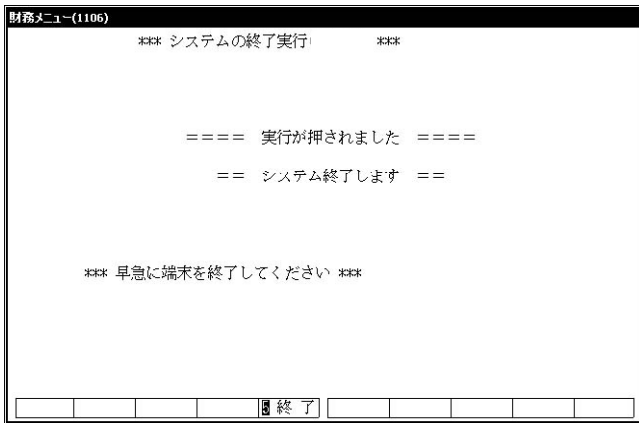 財務メニュー(1106)
*** システムの終了実行 ***
==== 実行が押されました ====
== システム終了します ==
*** 早急に端末を終了してください ***
5 終 了